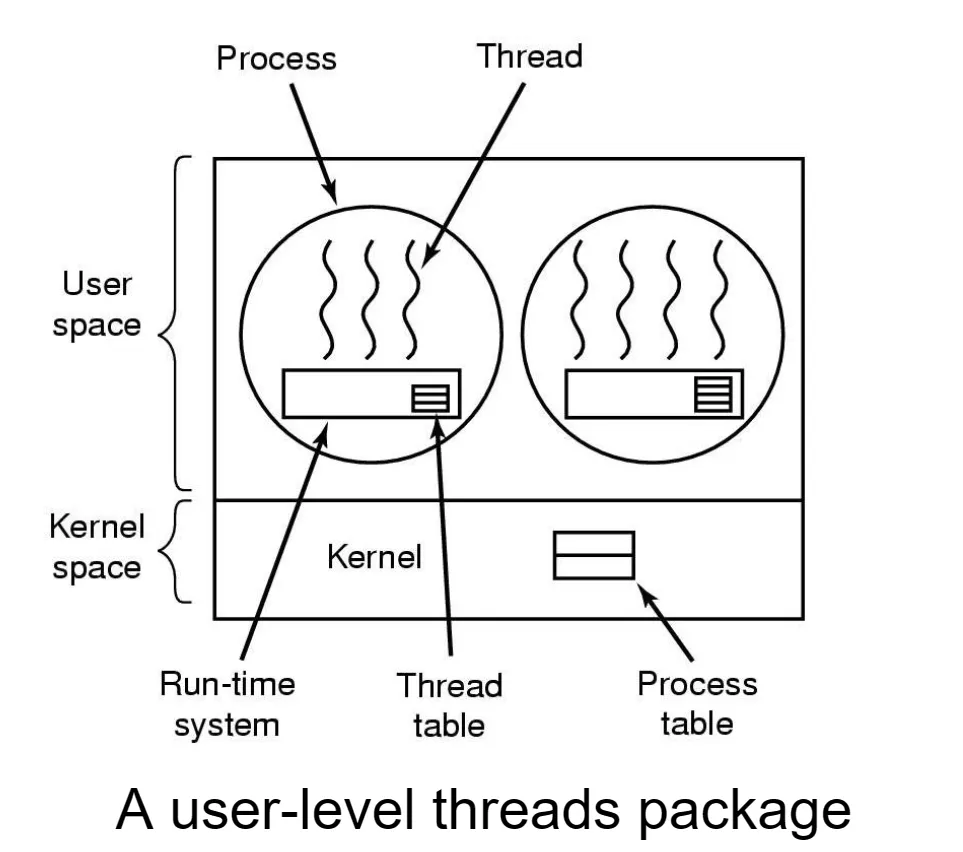 Process
Thread
User
space
Kernel
space
Kernel
Run-time
system
Thread
table
Process
table
A user-level threads package